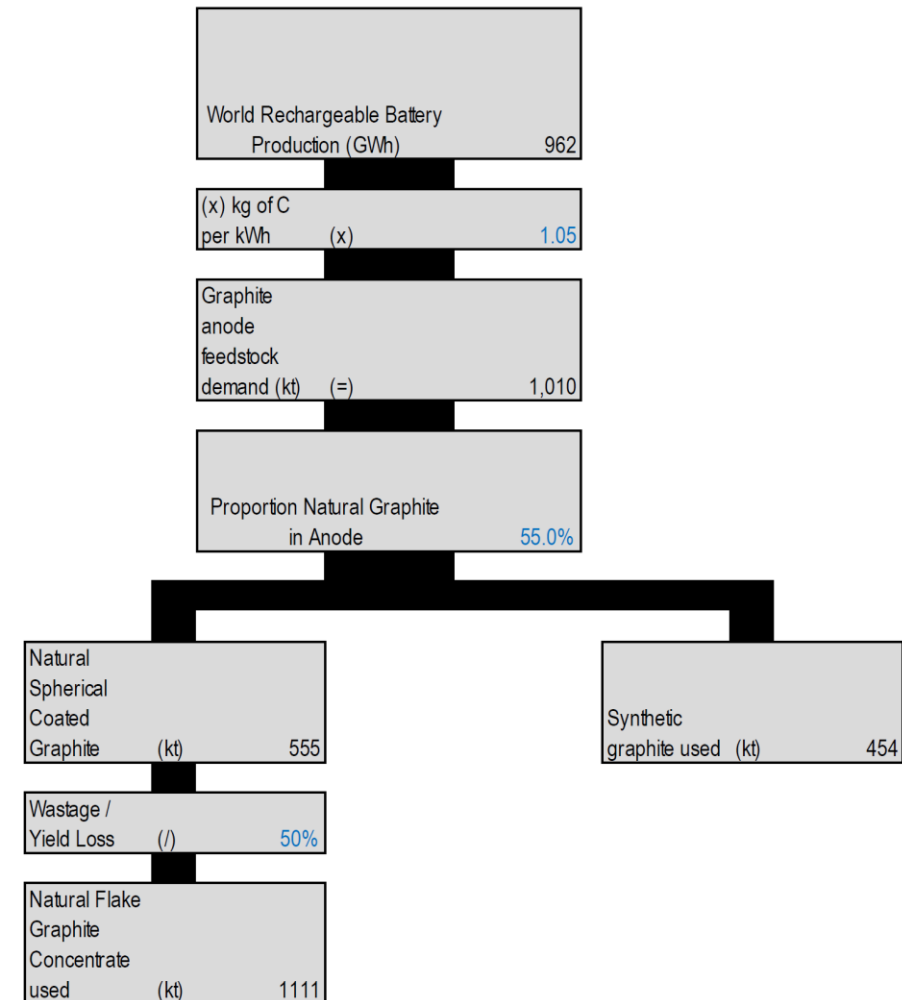 World Rechargeable Battery
Production (GWh) 962
(x) kg of C
per kWh (x) 1.05
Graphite
anode
feedstock
demand (kt) (=) 1,010
Proportion Natural Graphite
in Anode 55.0%
Natural
Spherical
Coated
Graphite (kt) 555
Synthetic
graphite used (kt) 454
Wastage /
Yield Loss (/) 50%
Natural Flake
Graphite
Concentrate
used (kt) 1111